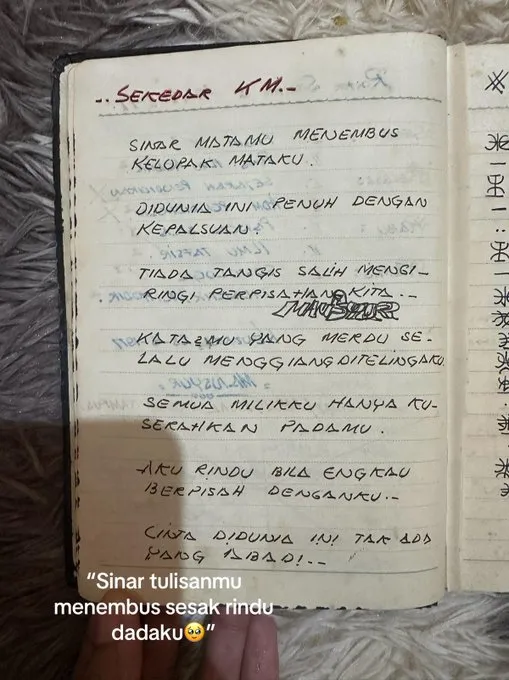 ..SEKEDAR KM.-
SINAR MATAMU MENEMBUS
KELOPAK MATAKU.
DIDUNIA INI PENUH DENGAN
KEPALSUAN.
TIADA TANGIS SALIH MENGI-
RINGI PERPISAHAN KITA.-
KATA2MU YANG MERDU SE-
LALU MENGGIANG DITELINGAKU
SEMUA MILIKKU HANYA KU-
SERAHKAN PADAMU.
AKU RINDU BILA ENGKAU
BERPISAH DENGANKU.-
CINTA DIDUNIA INI TAK ADA
YANG ABADI.-
“Sinar tulisanmu
menembus sesak rindu
dadaku🥺”